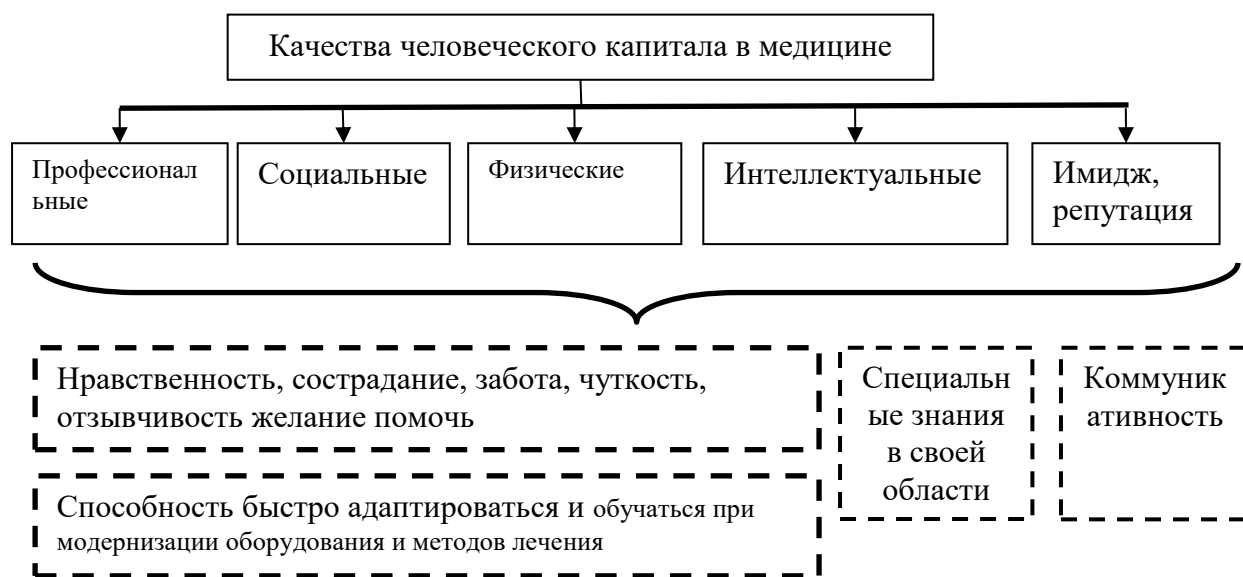 Качества человеческого капитала в медицине
Профессионал
ьные
Социальные
Физические
Интеллектуальные
Имидж,
репутация
Нравственность, сострадание, забота, чуткость,
отзывчивость желание помочь
Специальн
ые знания
в своей
области
Коммуник
ативность
Способность быстро адаптироваться и обучаться при
модернизации оборудования и методов лечения